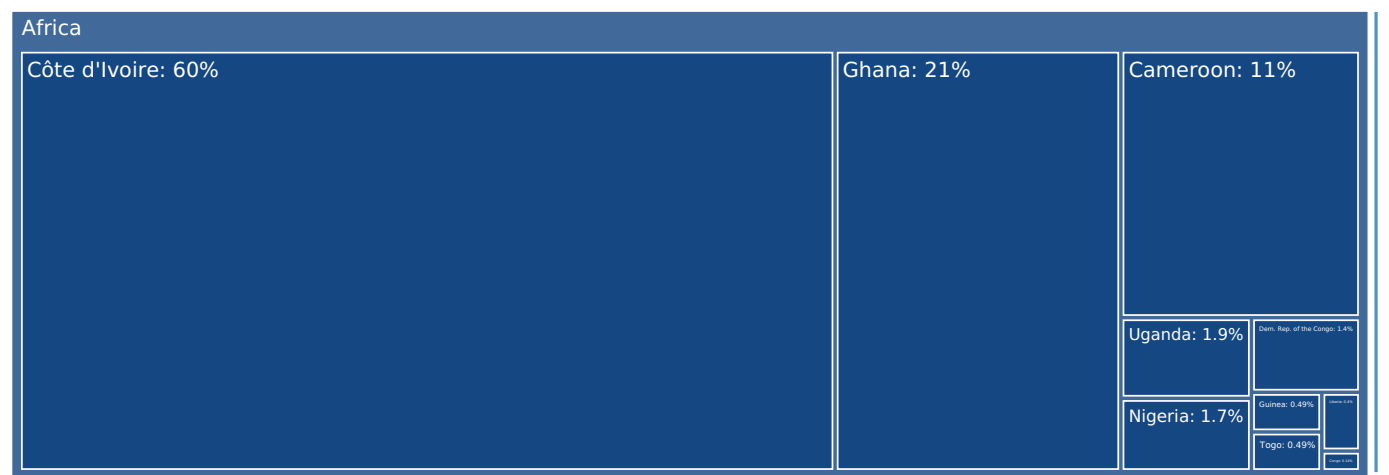 Africa
Côte d'Ivoire: 60%
Ghana: 21%
Cameroon: 11%
Uganda: 1.9%
Dem. Rep. of the Congo: 1.4%
Nigeria: 1.7%
Guinea: 0.49%
Togo: 0.49%